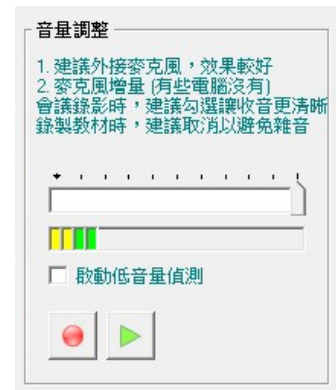 音量調整
1. 建議外接麥克風，效果較好
2. 麥克風增量 (有些電腦沒有)
會議錄影時，建議勾選讓收音更清晰
錄製教材時，建議取消以避免雜音
啟動低音量偵測